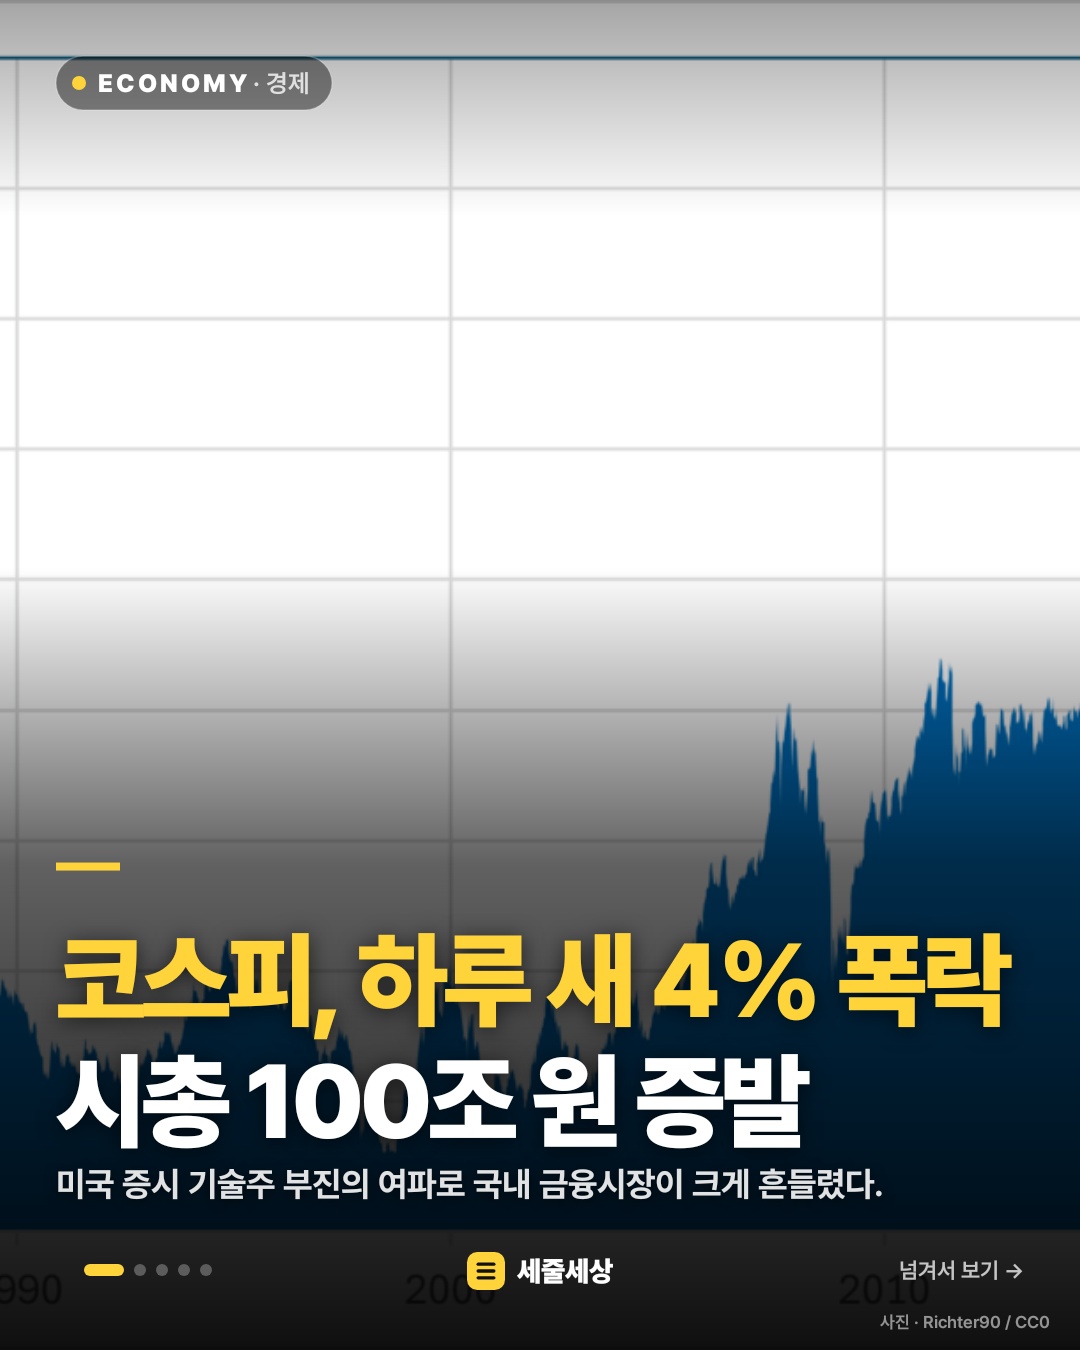 ECONOMY · 경제
코스피, 하루 새 4% 폭락
시총 100조 원 증발
미국 증시 기술주 부진의 여파로 국내 금융시장이 크게 흔들렸다.
세줄세상
넘겨서 보기 →
990 2000 2010
사진 · Richter90 / CC0